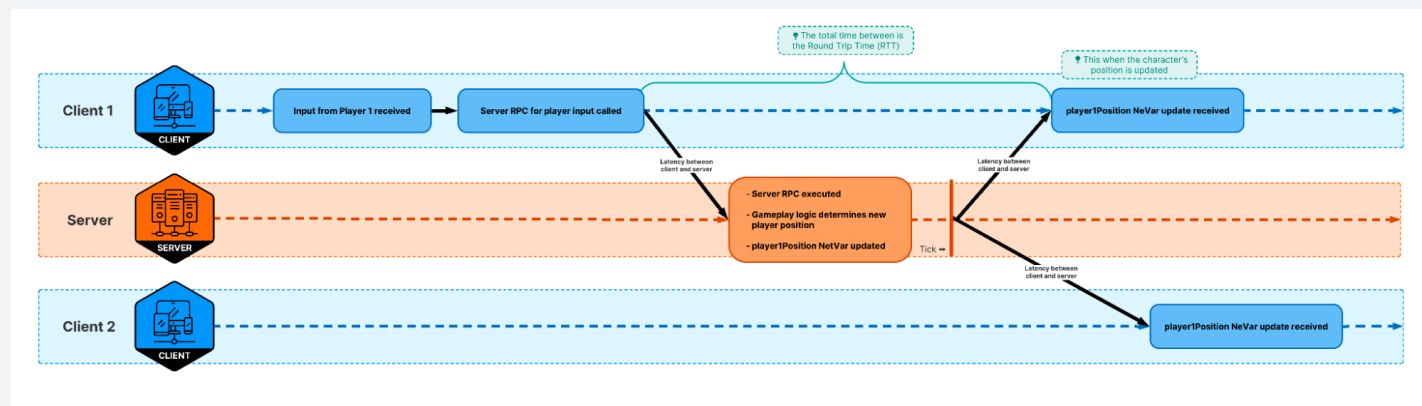 The total time between is
the Round Trip Time (RTT)
This when the character's
position is updated
Client 1
CLIENT
Input from Player 1 received
Server RPC for player input called
player1Position NeVar update received
Latency between
client and server
Latency between
client and server
Server
SERVER
- Server RPC executed
- Gameplay logic determines new
player position
- player1Position NetVar updated
Tick
Latency between
client and server
Client 2
CLIENT
player1Position NeVar update received